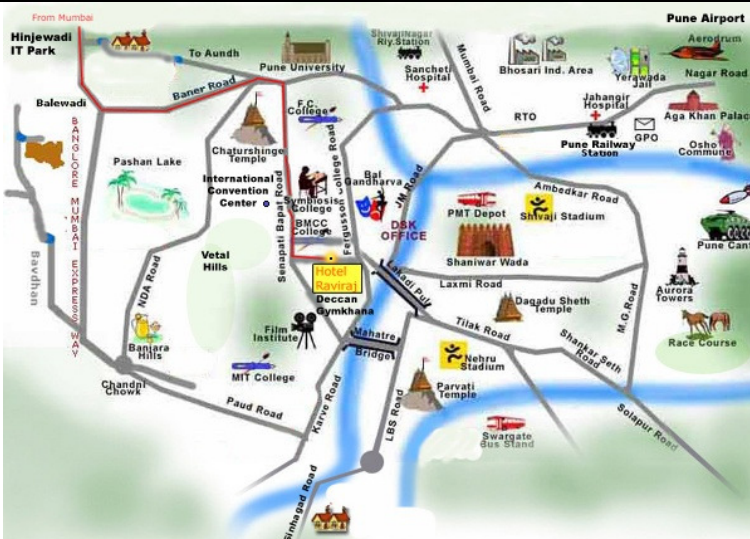 From Mumbai
Pune Airport
Hinjewadi
IT Park
To Aundh
Pune University
ShivajiNagar
Rly.Station
Sancheti
Hospital
Mumbai Road
Bhosari Ind. Area
Yerawada
Jail
Aerodrum
Nagar Road
Baner Road
Balewadi
F.C.
College
Jahangir
Hospital
RTO
Pune Railway
Station
GPO
Aga Khan Palace
Osho
Commune
BANGLORE MUMBAI EXPRESS WAY
Pashan Lake
Chaturshinge
Temple
International
Convention
Center
Senapati Bapat Road
Symbiosis
College
BMCC
College
Fergusson College Road
Bal
Gandharva
JM Road
DSK
OFFICE
PMT Depot
Ambedkar Road
Shivaji Stadium
Shaniwar Wada
Pune Cant
Bavdhan
NDA Road
Vetal
Hills
Hotel
Raviraj
Deccan
Gymkhana
Lakadi Pul
Laxmi Road
Dagadu Sheth
Temple
M.G.Road
Aurora
Towers
Banjara
Hills
Film
Institute
Mahatre
Bridge
Tilak Road
Shankar Seth
Road
Race Course
Chandni
Chowk
MIT College
Nehru
Stadium
Parvati
Temple
Paud Road
Karve Road
LBS Road
Swargate
Bus Stand
Solapur Road
Sinhagad Road